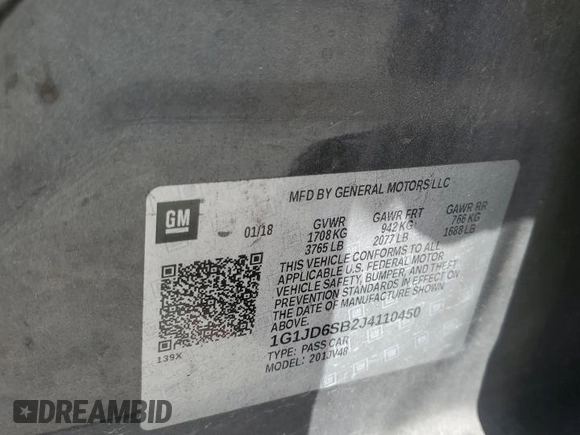 MFD BY GENERAL MOTORS LLC
GM
01/18
GVWR GAWR FRT GAWR RR
1708 KG 942 KG 766 KG
3765 LB 2077 LB 1688 LB
THIS VEHICLE CONFORMS TO ALL
APPLICABLE U.S. FEDERAL MOTOR
VEHICLE SAFETY, BUMPER, AND THEFT
PREVENTION STANDARDS IN EFFECT ON
THE DATE OF MANUFACTURE SHOWN
ABOVE.
1G1JD6SB2J4110450
TYPE: PASS CAR
MODEL: 201JV48
139X
DREAMBID